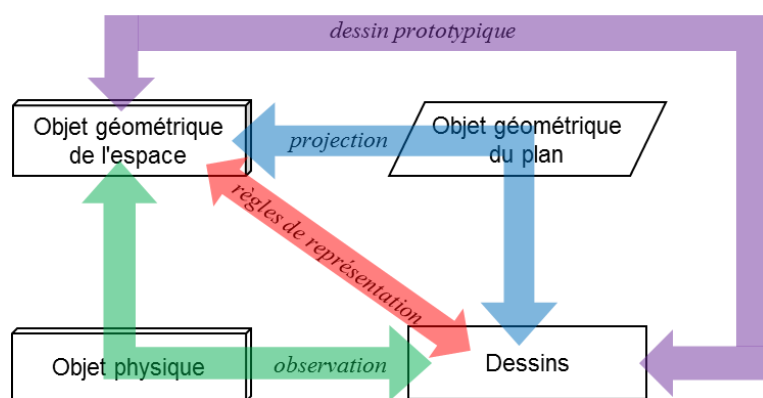 dessin prototypique
Objet géométrique
de l'espace
projection
Objet géométrique
du plan
règles de représentation
Objet physique
observation
Dessins